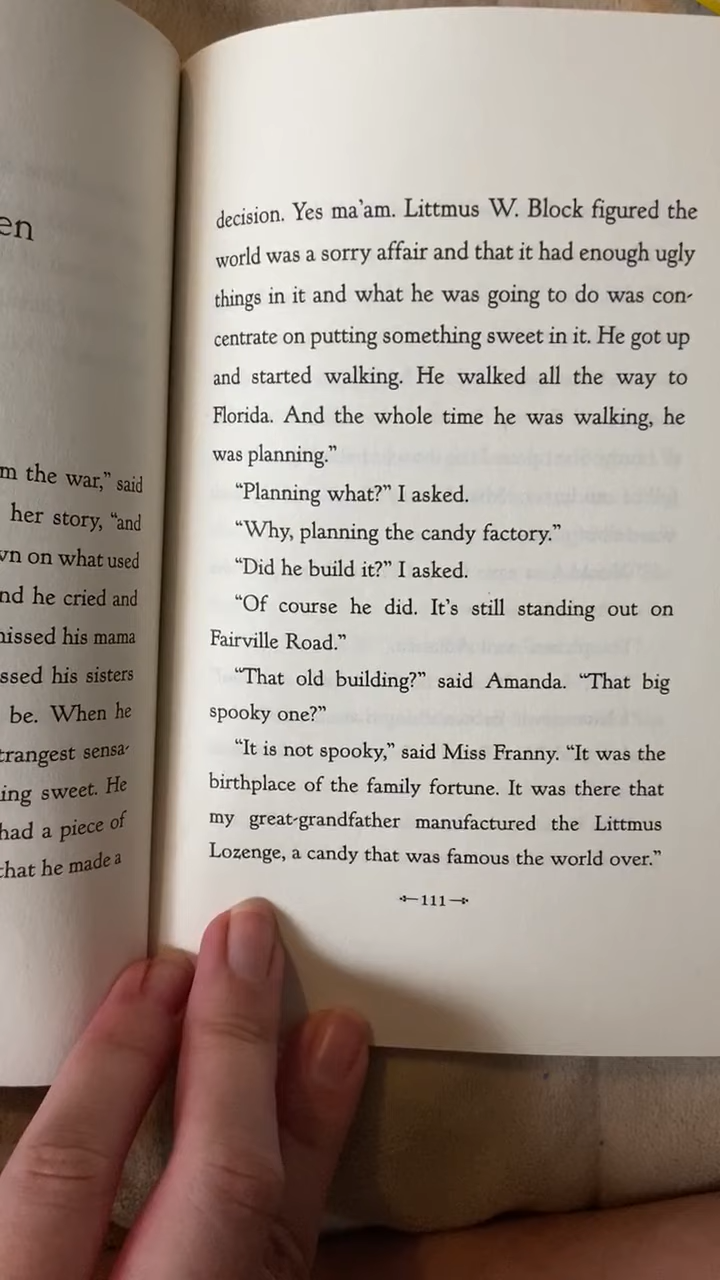 en
m the war,” said
her story, “and
wn on what used
nd he cried and
nissed his mama
ssed his sisters
be. When he
trangest sensa-
ing sweet. He
had a piece of
that he made a
decision. Yes ma’am. Littmus W. Block figured the
world was a sorry affair and that it had enough ugly
things in it and what he was going to do was con-
centrate on putting something sweet in it. He got up
and started walking. He walked all the way to
Florida. And the whole time he was walking, he
was planning.”
“Planning what?” I asked.
“Why, planning the candy factory.”
“Did he build it?” I asked.
“Of course he did. It’s still standing out on
Fairville Road.”
“That old building?” said Amanda. “That big
spooky one?”
“It is not spooky,” said Miss Franny. “It was the
birthplace of the family fortune. It was there that
my great-grandfather manufactured the Littmus
Lozenge, a candy that was famous the world over.”
111